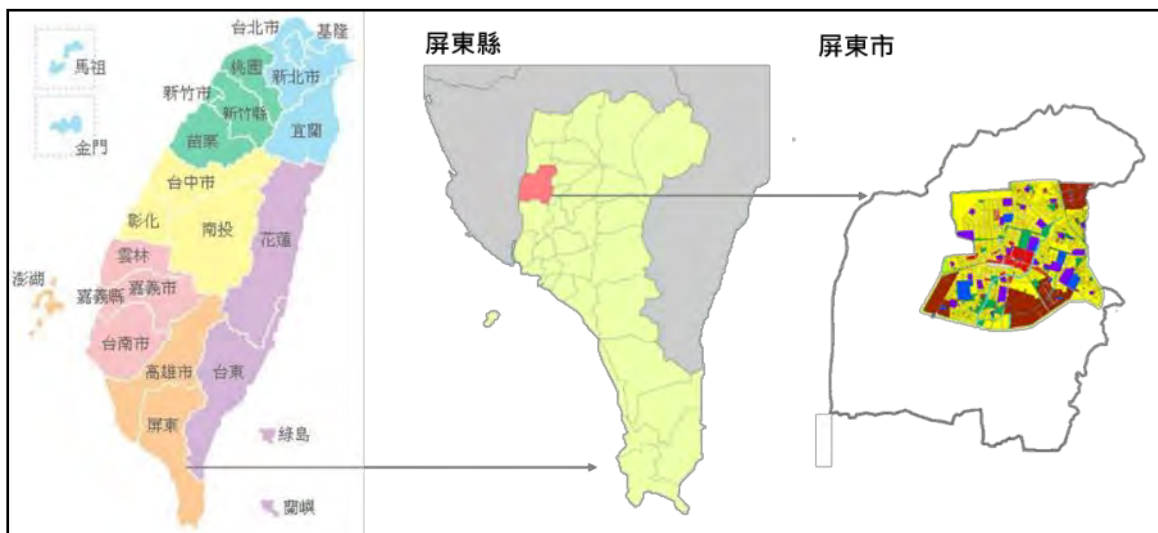 屏東縣
屏東市
台北市
基隆
馬祖
桃園
新北市
新竹市
新竹縣
金門
苗栗
宜蘭
台中市
彰化
南投
花蓮
雲林
澎湖
嘉義市
嘉義縣
台南市
高雄市
台東
屏東
綠島
蘭嶼